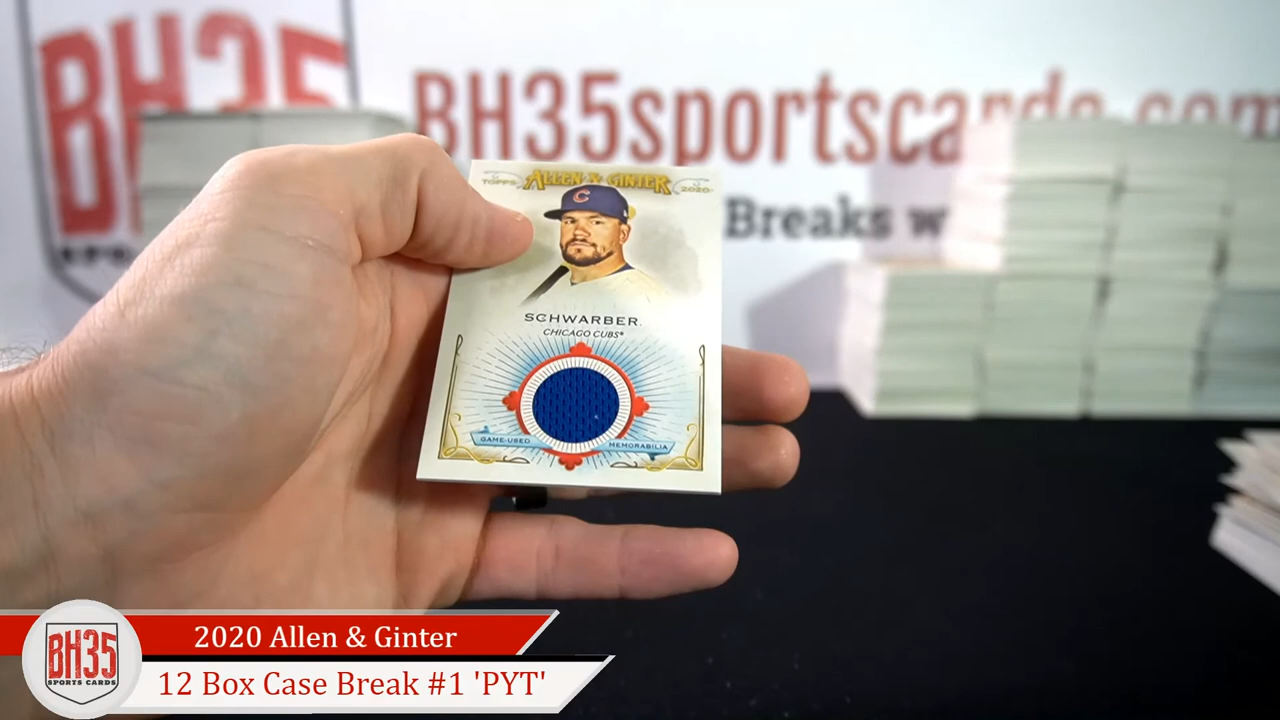 BH35
BH35sportscards.com
Breaks w
TOPPS ALLEN & GINTER 2020
C
SCHWARBER
CHICAGO CUBS
GAME-USED MEMORABILIA
BH35
SPORTS CARDS
2020 Allen & Ginter
12 Box Case Break #1 'PYT'